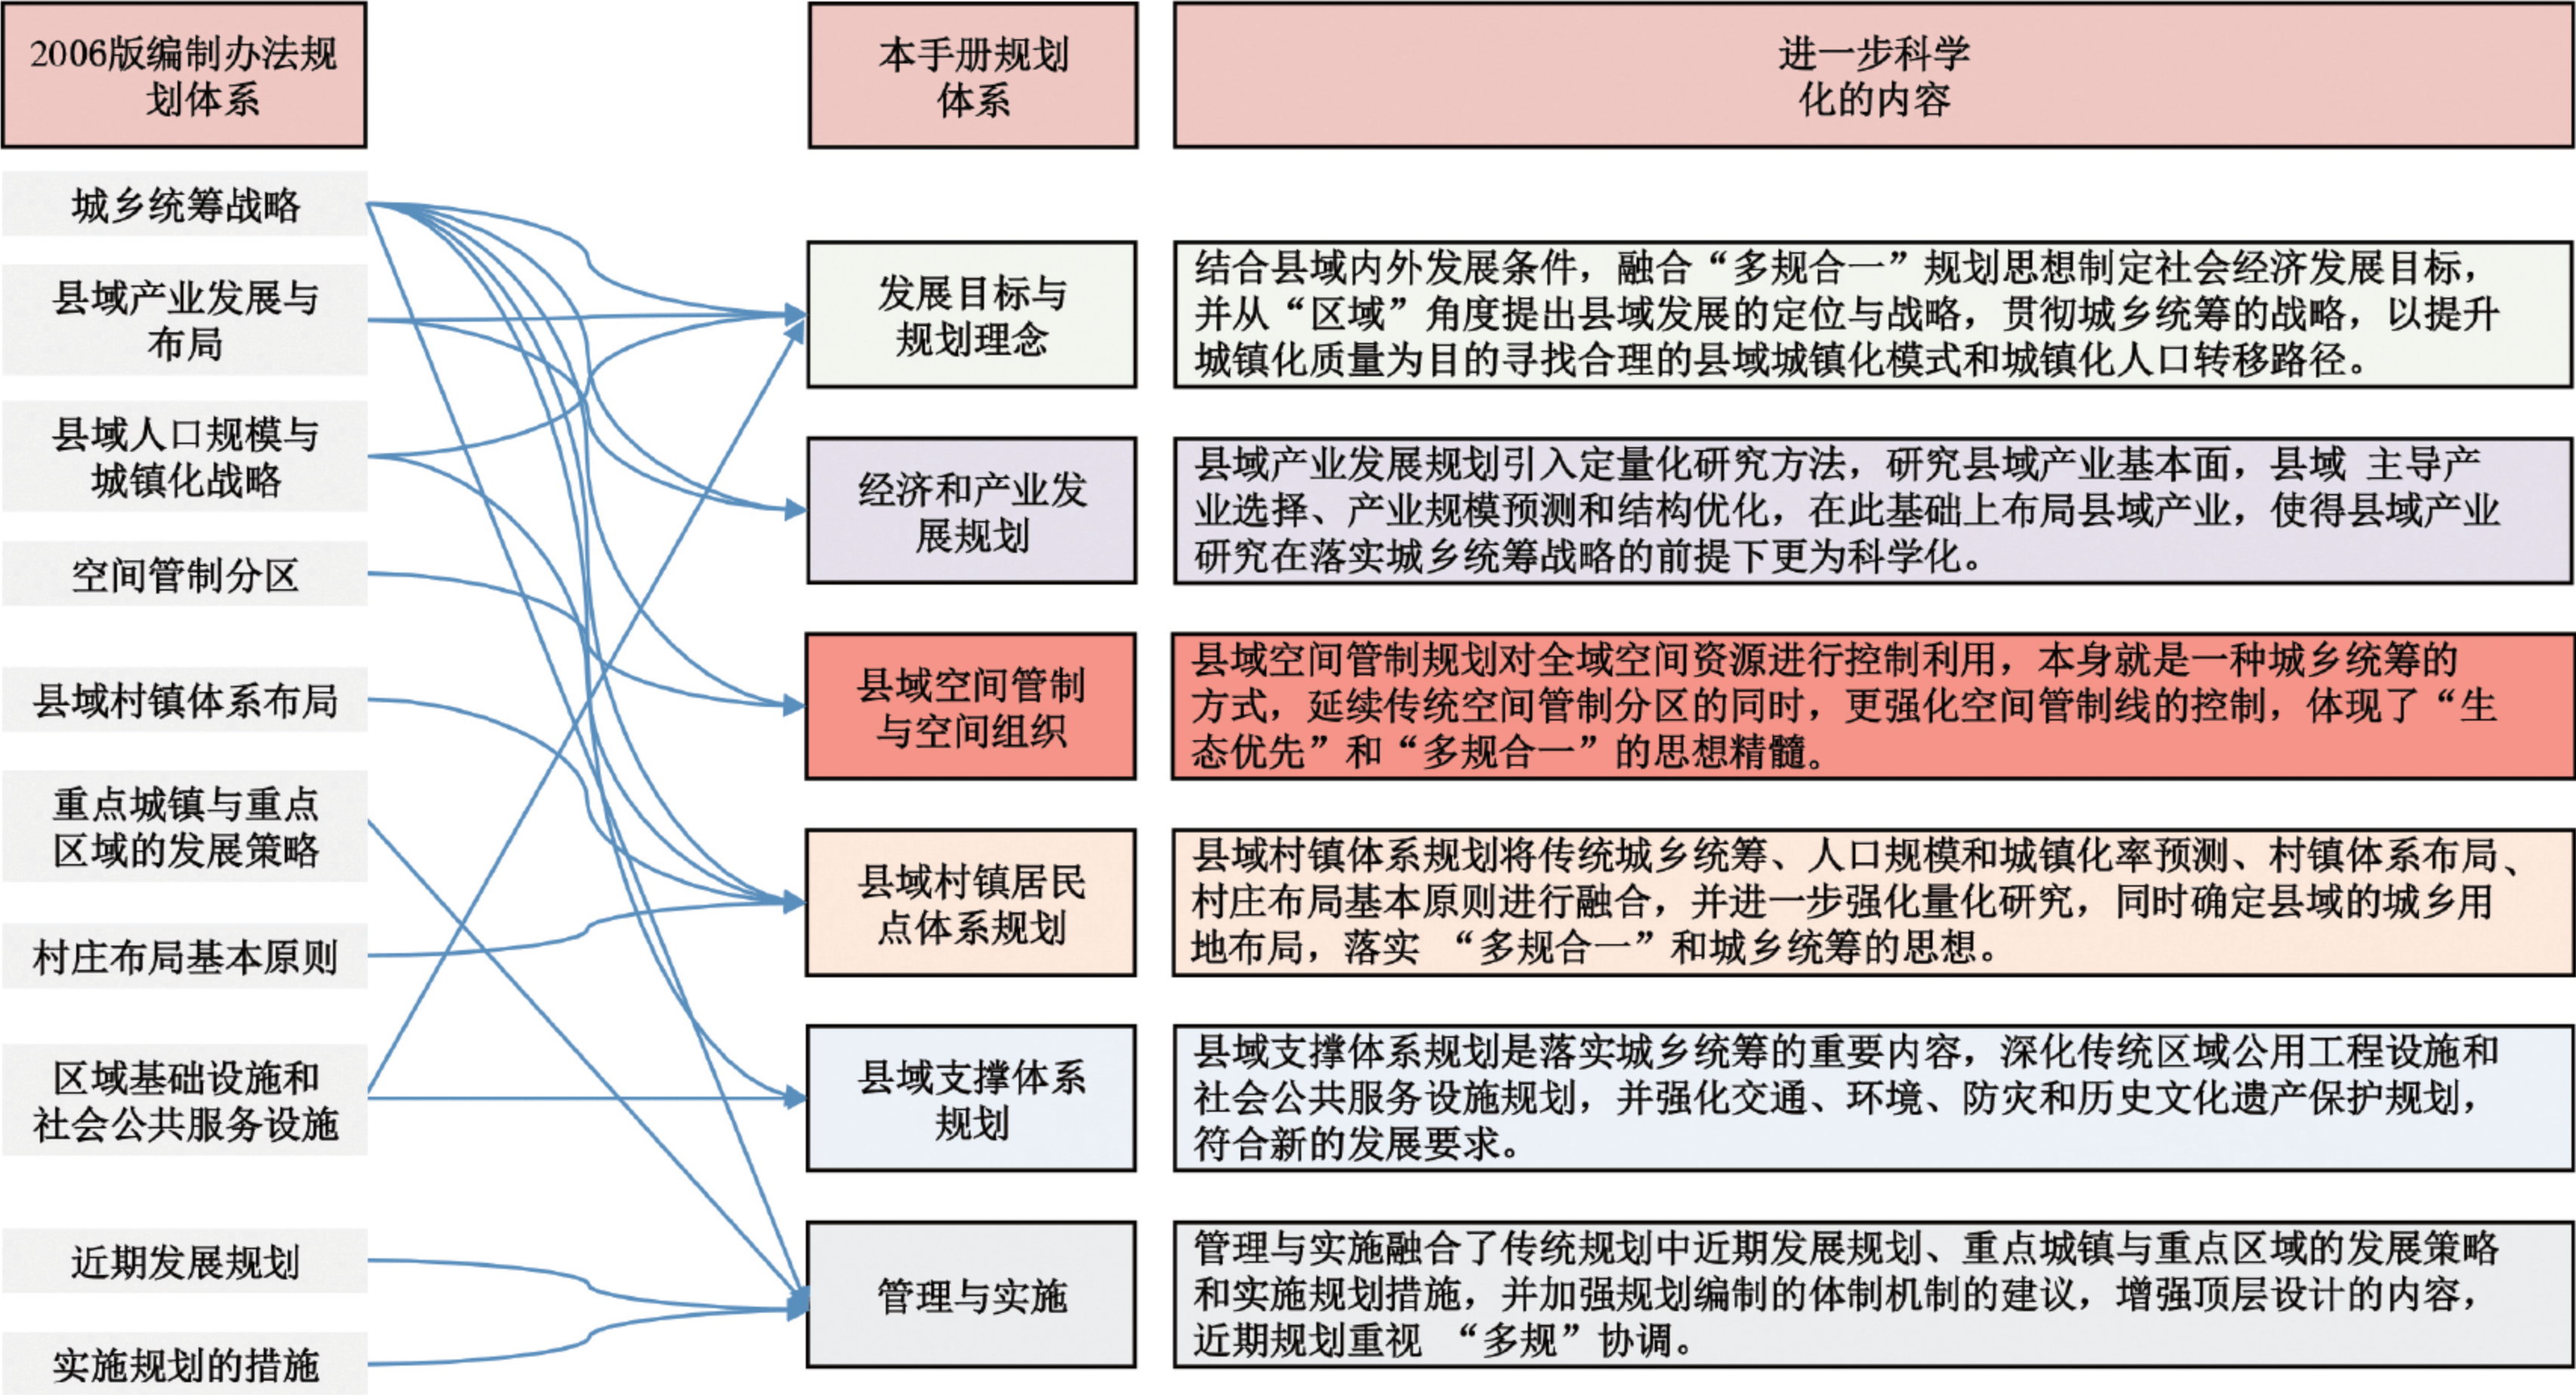 2006版编制办法规
划体系
本手册规划
体系
进一步科学
化的内容
城乡统筹战略
县域产业发展与
布局
县域人口规模与
城镇化战略
空间管制分区
县域村镇体系布局
重点城镇与重点
区域的发展策略
村庄布局基本原则
区域基础设施和
社会公共服务设施
近期发展规划
实施规划的措施
发展目标与
规划理念
结合县域内外发展条件，融合“多规合一”规划思想制定社会经济发展目标，
并从“区域”角度提出县域发展的定位与战略，贯彻城乡统筹的战略，以提升
城镇化质量为目的寻找合理的县域城镇化模式和城镇化人口转移路径。
经济和产业发
展规划
县域产业发展规划引入定量化研究方法，研究县域产业基本面，县域 主导产
业选择、产业规模预测和结构优化，在此基础上布局县域产业，使得县域产业
研究在落实城乡统筹战略的前提下更为科学化。
县域空间管制
与空间组织
县域空间管制规划对全域空间资源进行控制利用，本身就是一种城乡统筹的
方式，延续传统空间管制分区的同时，更强化空间管制线的控制，体现了“生
态优先”和“多规合一”的思想精髓。
县域村镇居民
点体系规划
县域村镇体系规划将传统城乡统筹、人口规模和城镇化率预测、村镇体系布局、
村庄布局基本原则进行融合，并进一步强化量化研究，同时确定县域的城乡用
地布局，落实 “多规合一”和城乡统筹的思想。
县域支撑体系
规划
县域支撑体系规划是落实城乡统筹的重要内容，深化传统区域公用工程设施和
社会公共服务设施规划，并强化交通、环境、防灾和历史文化遗产保护规划，
符合新的发展要求。
管理与实施
管理与实施融合了传统规划中近期发展规划、重点城镇与重点区域的发展策略
和实施规划措施，并加强规划编制的体制机制的建议，增强顶层设计的内容，
近期规划重视 “多规”协调。